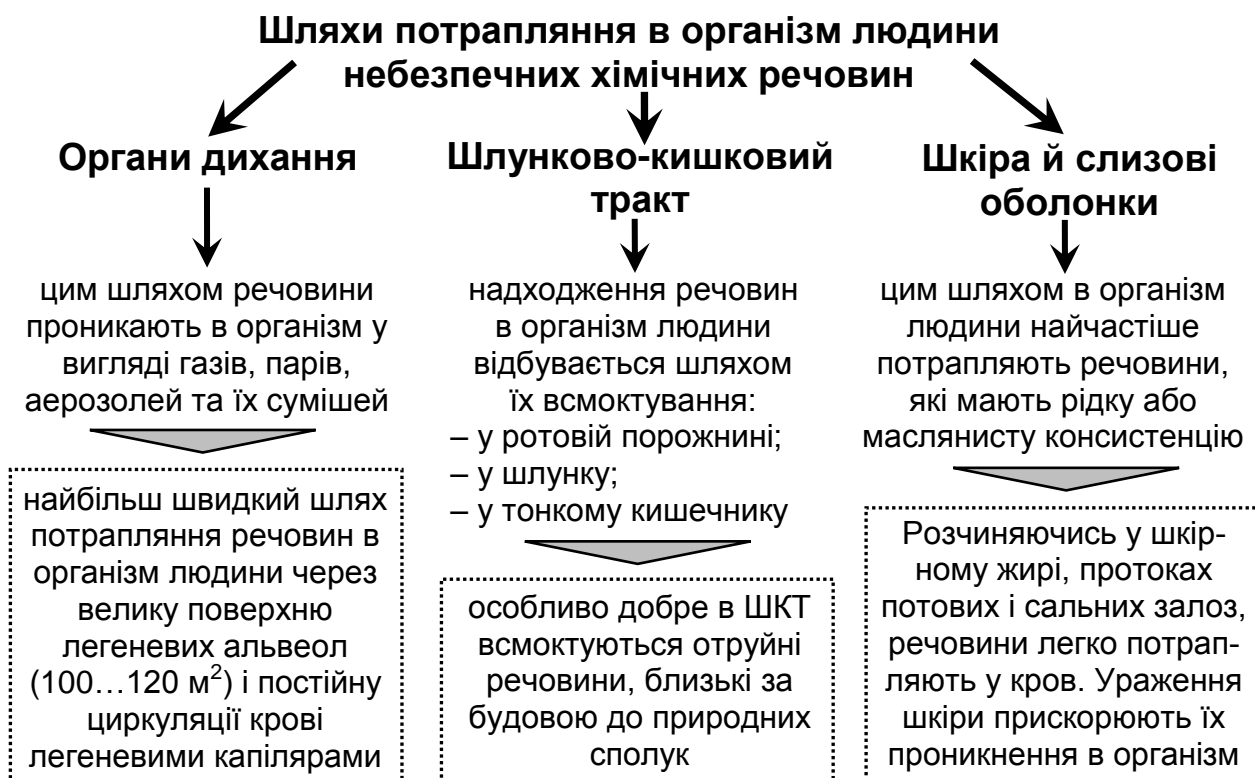 Шляхи потрапляння в організм людини
небезпечних хімічних речовин
Органи дихання
цим шляхом речовини
проникають в організм у
вигляді газів, парів,
аерозолей та їх сумішей
найбільш швидкий шлях
потрапляння речовин в
організм людини через
велику поверхню
легеневих альвеол
(100…120 м²) і постійну
циркуляції крові
легеневими капілярами
Шлунково-кишковий
тракт
надходження речовин
в організм людини
відбувається шляхом
їх всмоктування:
– у ротовій порожнині;
– у шлунку;
– у тонкому кишечнику
особливо добре в ШКТ
всмоктуються отруйні
речовини, близькі за
будовою до природних
сполук
Шкіра й слизові
оболонки
цим шляхом в організм
людини найчастіше
потрапляють речовини,
які мають рідку або
маслянисту консистенцію
Розчиняючись у шкір-
ному жирі, протоках
потових і сальних залоз,
речовини легко потрап-
ляють у кров. Ураження
шкіри прискорюють їх
проникнення в організм